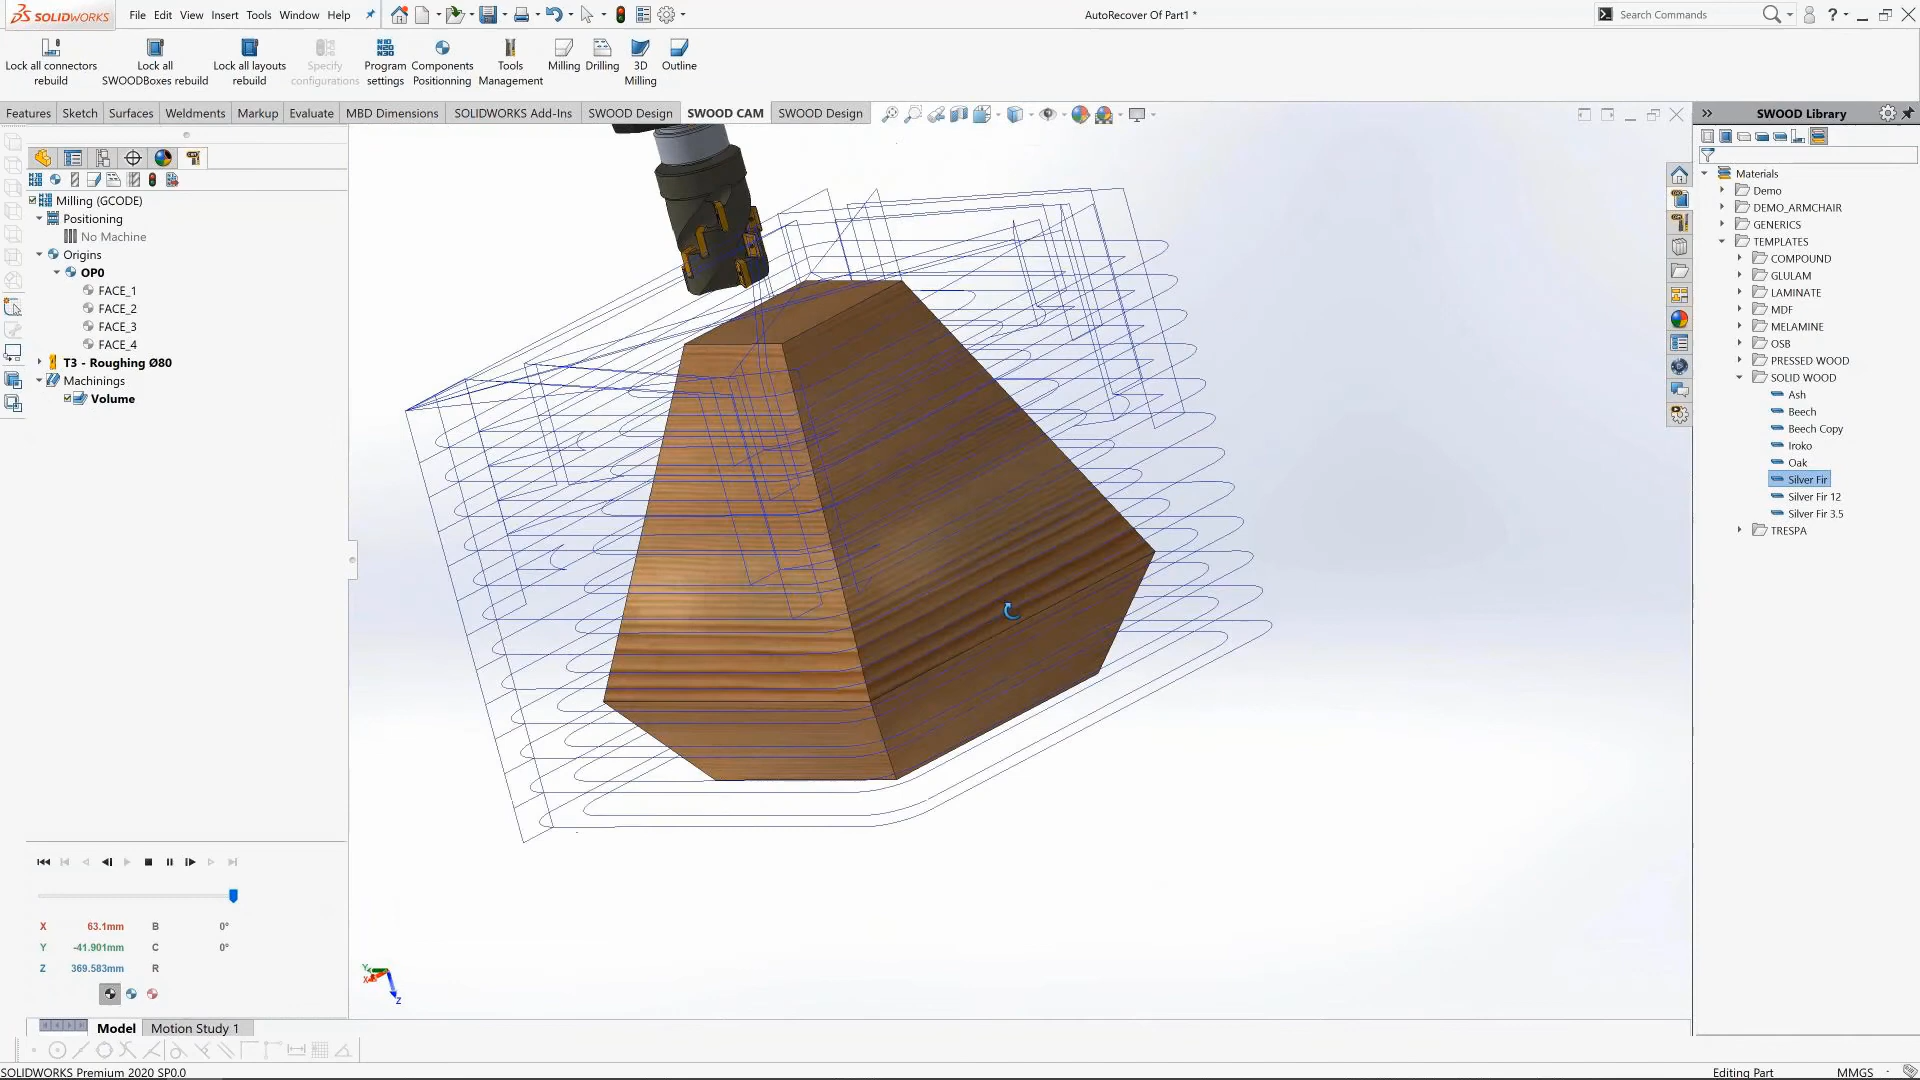 SOLIDWORKS
File Edit View Insert Tools Window Help
AutoRecover Of Part1 *
Search Commands
Lock all connectors rebuild
Lock all SWOODBoxes rebuild
Lock all layouts rebuild
Specify configurations
Program settings
Components Positioning
Tools Management
Milling
Drilling
3D Milling
Outline
Features Sketch Surfaces Weldments Markup Evaluate MBD Dimensions SOLIDWORKS Add-Ins SWOOD Design SWOOD CAM SWOOD Design
Milling (GCODE)
Positioning
No Machine
Origins
OP0
FACE_1
FACE_2
FACE_3
FACE_4
T3 - Roughing Ø80
Machinings
Volume
X 63.1mm B 0°
Y -41.901mm C 0°
Z 369.583mm R
Y
X
Z
Model Motion Study 1
SOLIDWORKS Premium 2020 SP0.0
Editing Part MMGS
SWOOD Library
Materials
Demo
DEMO_ARMCHAIR
GENERICS
TEMPLATES
COMPOUND
GLULAM
LAMINATE
MDF
MELAMINE
OSB
PRESSED WOOD
SOLID WOOD
Ash
Beech
Beech Copy
Iroko
Oak
Silver Fir
Silver Fir 12
Silver Fir 3.5
TRESPA